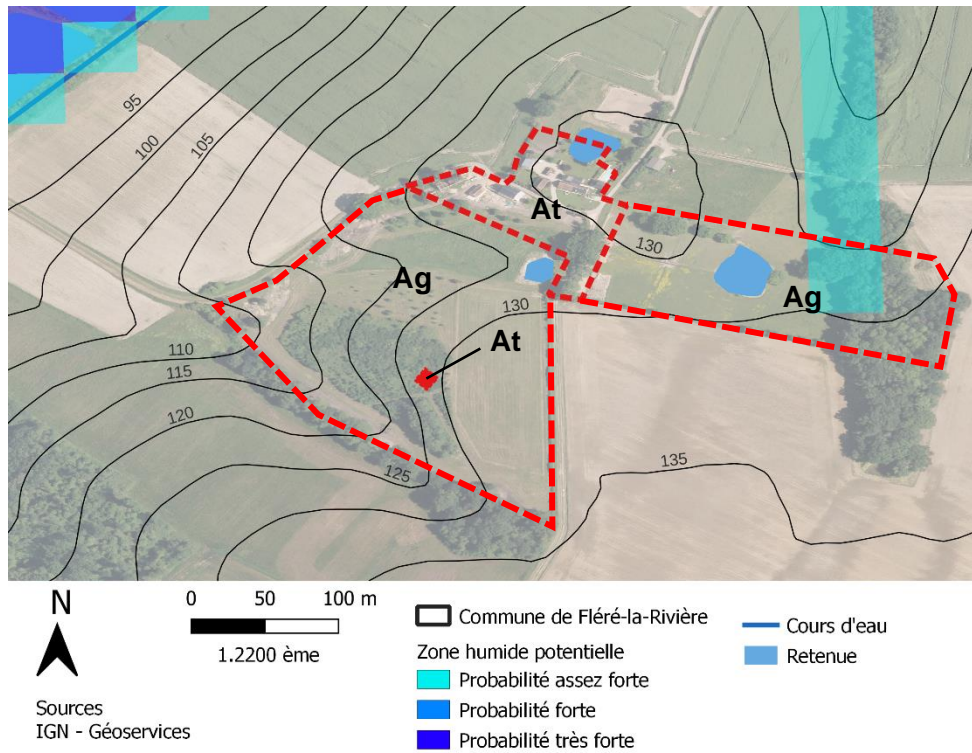 95
100
105
At
130
Ag
130
Ag
At
110
115
120
125
135
N
0 50 100 m
1.2200 ème
Sources
IGN - Géoservices
Commune de Fléré-la-Rivière
Zone humide potentielle
Probabilité assez forte
Probabilité forte
Probabilité très forte
Cours d'eau
Retenue